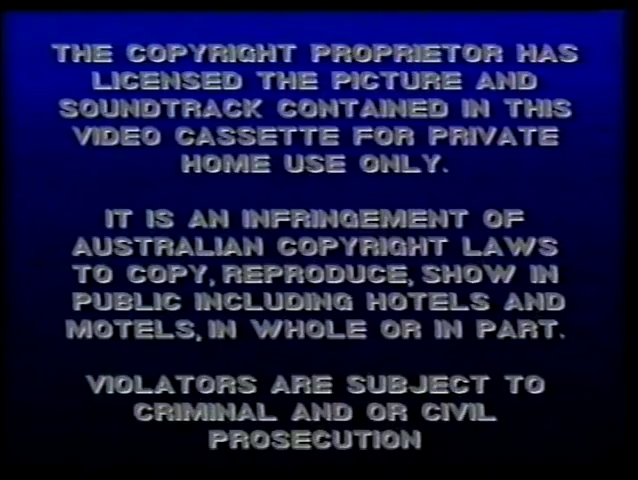 THE COPYRIGHT PROPRIETOR HAS
LICENSED THE PICTURE AND
SOUNDTRACK CONTAINED IN THIS
VIDEO CASSETTE FOR PRIVATE
HOME USE ONLY.
IT IS AN INFRINGEMENT OF
AUSTRALIAN COPYRIGHT LAWS
TO COPY, REPRODUCE, SHOW IN
PUBLIC INCLUDING HOTELS AND
MOTELS, IN WHOLE OR IN PART.
VIOLATORS ARE SUBJECT TO
CRIMINAL AND OR CIVIL
PROSECUTION